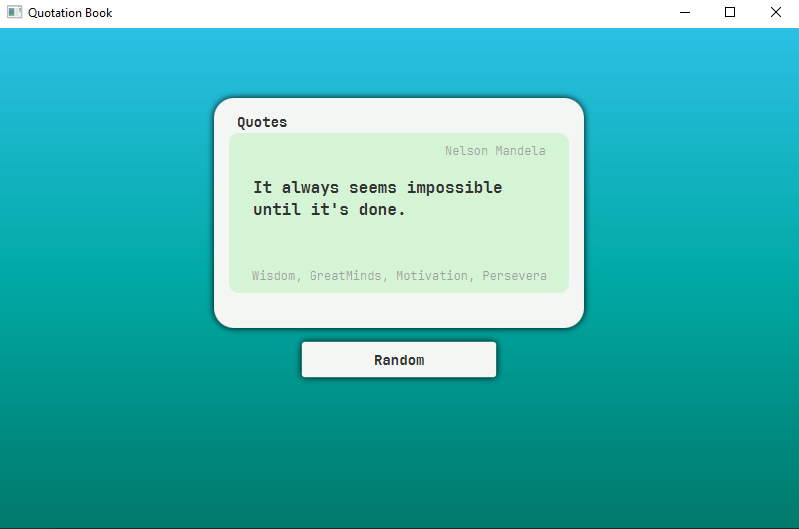 Quotation Book
Quotes
Nelson Mandela
It always seems impossible
until it's done.
Wisdom, GreatMinds, Motivation, Persevera
Random